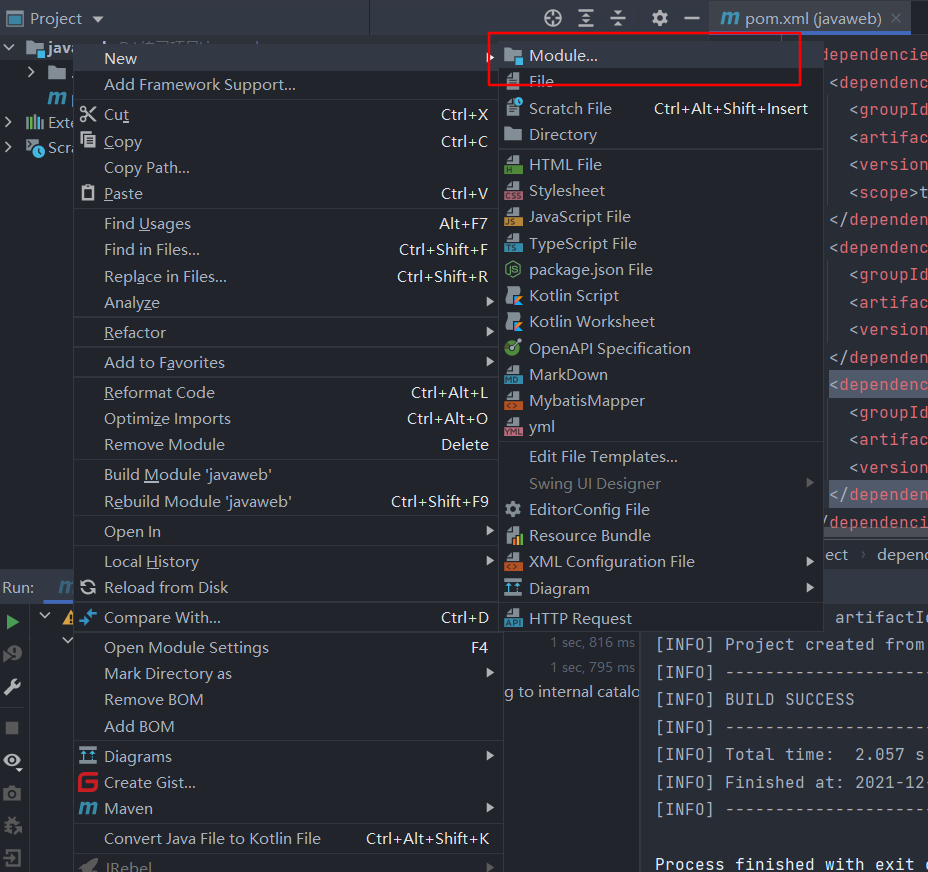 Project
pom.xml (javaweb)
New
Add Framework Support...
Cut Ctrl+X
Copy Ctrl+C
Copy Path...
Paste Ctrl+V
Find Usages Alt+F7
Find in Files... Ctrl+Shift+F
Replace in Files... Ctrl+Shift+R
Analyze
Refactor
Add to Favorites
Reformat Code Ctrl+Alt+L
Optimize Imports Ctrl+Alt+O
Remove Module Delete
Build Module 'javaweb'
Rebuild Module 'javaweb' Ctrl+Shift+F9
Open In
Local History
Reload from Disk
Compare With... Ctrl+D
Open Module Settings F4
Mark Directory as
Remove BOM
Add BOM
Diagrams
Create Gist...
Maven
Convert Java File to Kotlin File Ctrl+Alt+Shift+K
JRebel
Module...
File
Scratch File Ctrl+Alt+Shift+Insert
Directory
HTML File
Stylesheet
JavaScript File
TypeScript File
package.json File
Kotlin Script
Kotlin Worksheet
OpenAPI Specification
MarkDown
MybatisMapper
yml
Edit File Templates...
Swing UI Designer
EditorConfig File
Resource Bundle
XML Configuration File
Diagram
HTTP Request
dependencie
<dependenc
<groupId
<artifac
<version
<scope>t
</dependen
<dependenc
<groupId
<artifac
<version
</dependen
<dependenc
<groupId
<artifac
<version
</dependen
/dependenci
ect depend
Run:
1 sec, 816 ms
1 sec, 795 ms
g to internal catalo
artifactId
[INFO] Project created from
[INFO] ---
[INFO] BUILD SUCCESS
[INFO] ---
[INFO] Total time: 2.057 s
[INFO] Finished at: 2021-12-
[INFO] ---
Process finished with exit